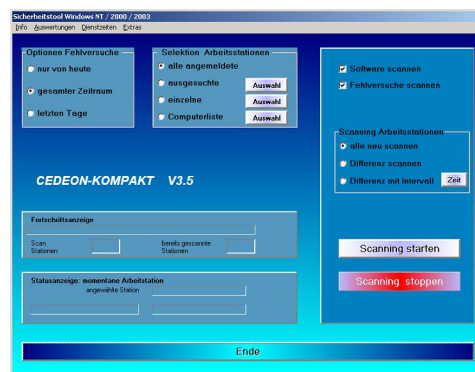 Sicherheitstool Windows NT / 2000 / 2003
Info Auswertungen Dienstzeiten Extras
Optionen Fehlversuche
nur von heute
gesamter Zeitraum
letzten Tage
Selektion Arbeitsstationen
alle angemeldete
ausgesuchte Auswahl
einzelne Auswahl
Computerliste Auswahl
Software scannen
Fehlversuche scannen
Scanning Arbeitsstationen
alle neu scannen
Differenz scannen
Differenz mit Intervall Zeit
CEDEON-KOMPAKT V3.5
Fortschrittsanzeige
Scan
Stationen
bereits gescannte
Stationen
Statusanzeige: momentane Arbeitstation
angewählte Station
Scanning starten
Scanning stoppen
Ende